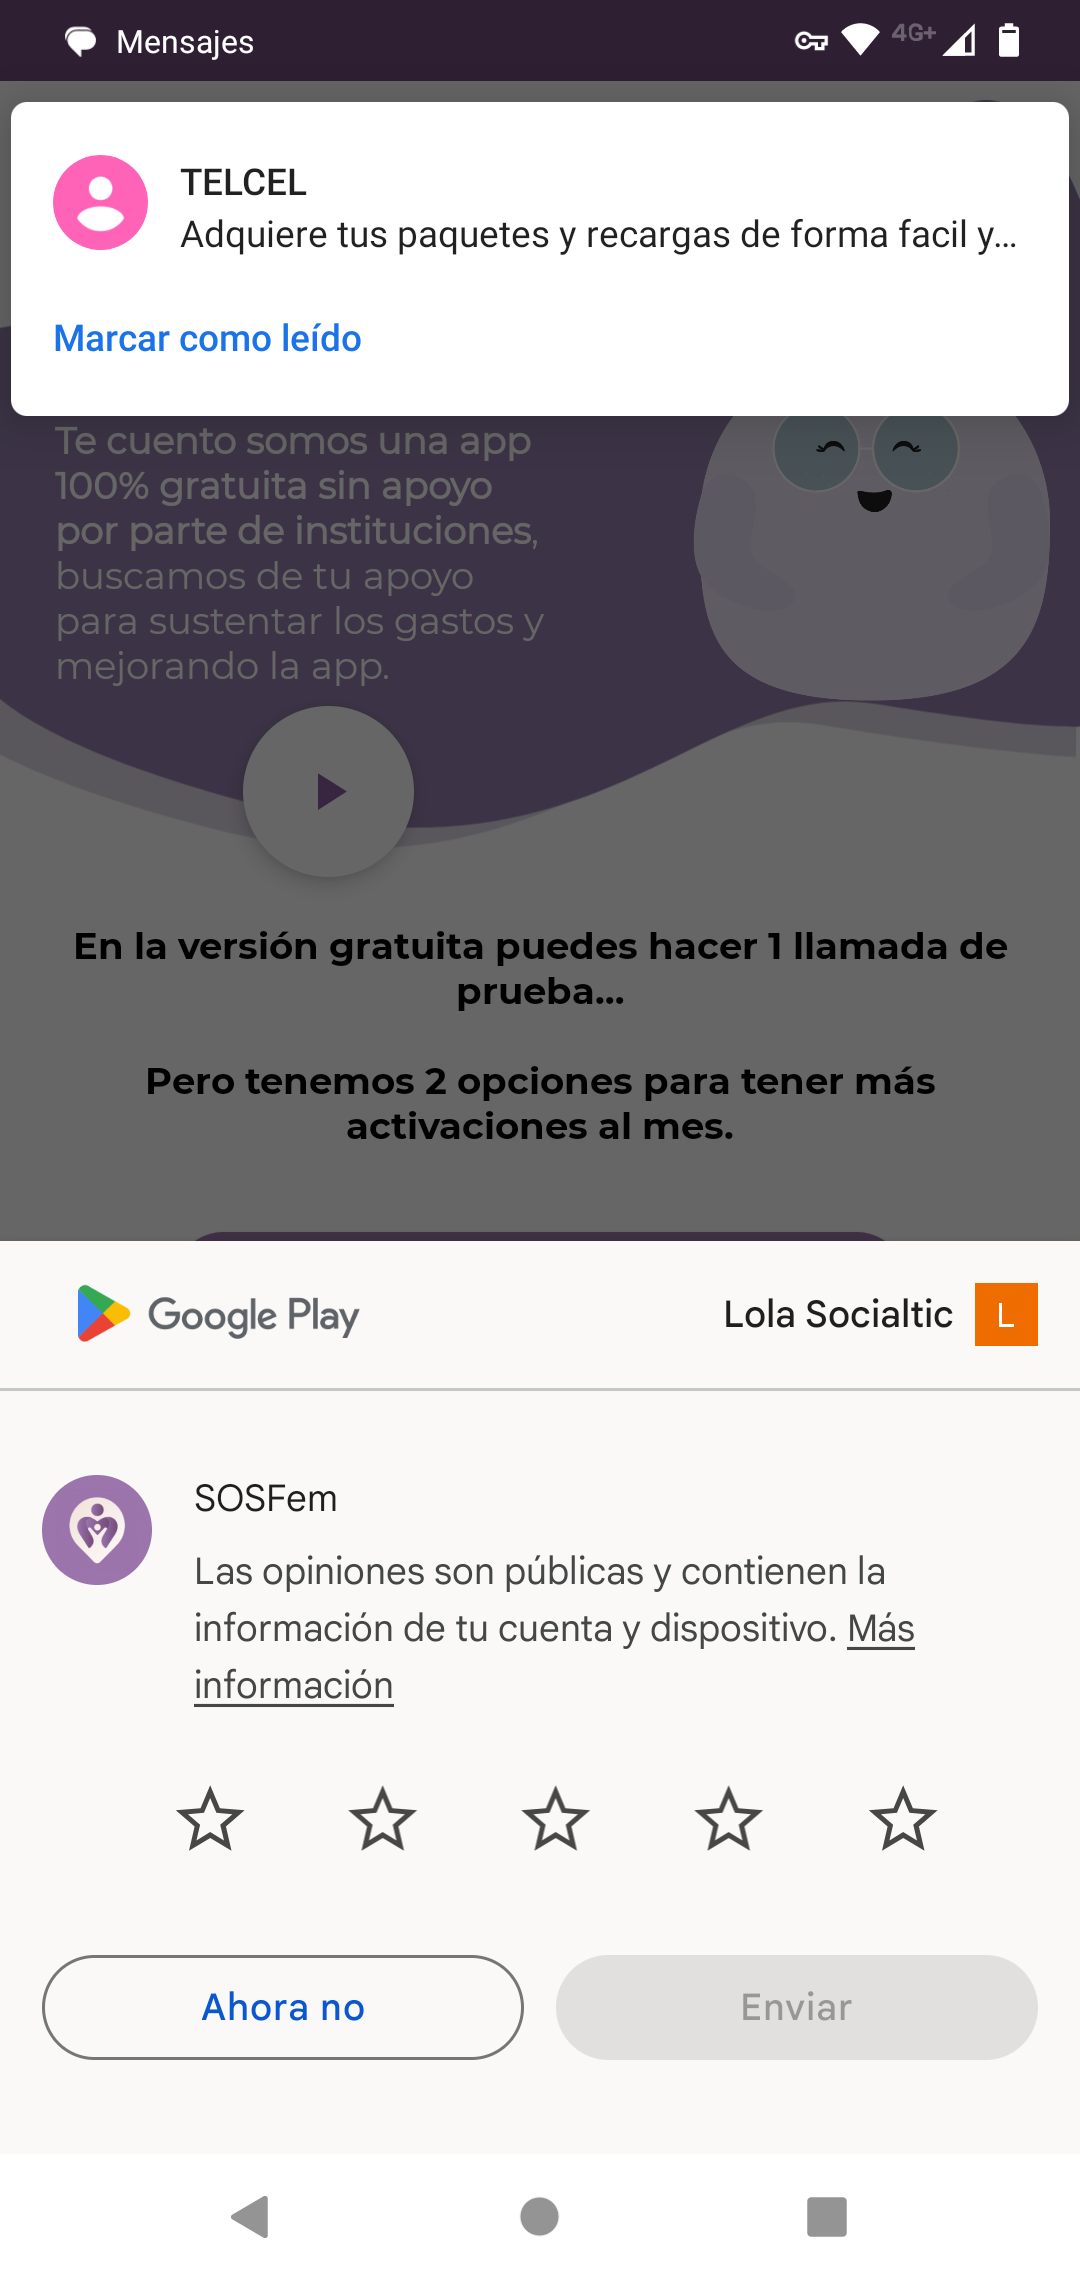 Mensajes
4G+
TELCEL
Adquiere tus paquetes y recargas de forma facil y...
Marcar como leído
Te cuento somos una app
100% gratuita sin apoyo
por parte de instituciones,
buscamos de tu apoyo
para sustentar los gastos y
mejorando la app.
En la versión gratuita puedes hacer 1 llamada de
prueba...
Pero tenemos 2 opciones para tener más
activaciones al mes.
Google Play
Lola Socialtic
L
SOSFem
Las opiniones son públicas y contienen la
información de tu cuenta y dispositivo. Más
información
Ahora no
Enviar